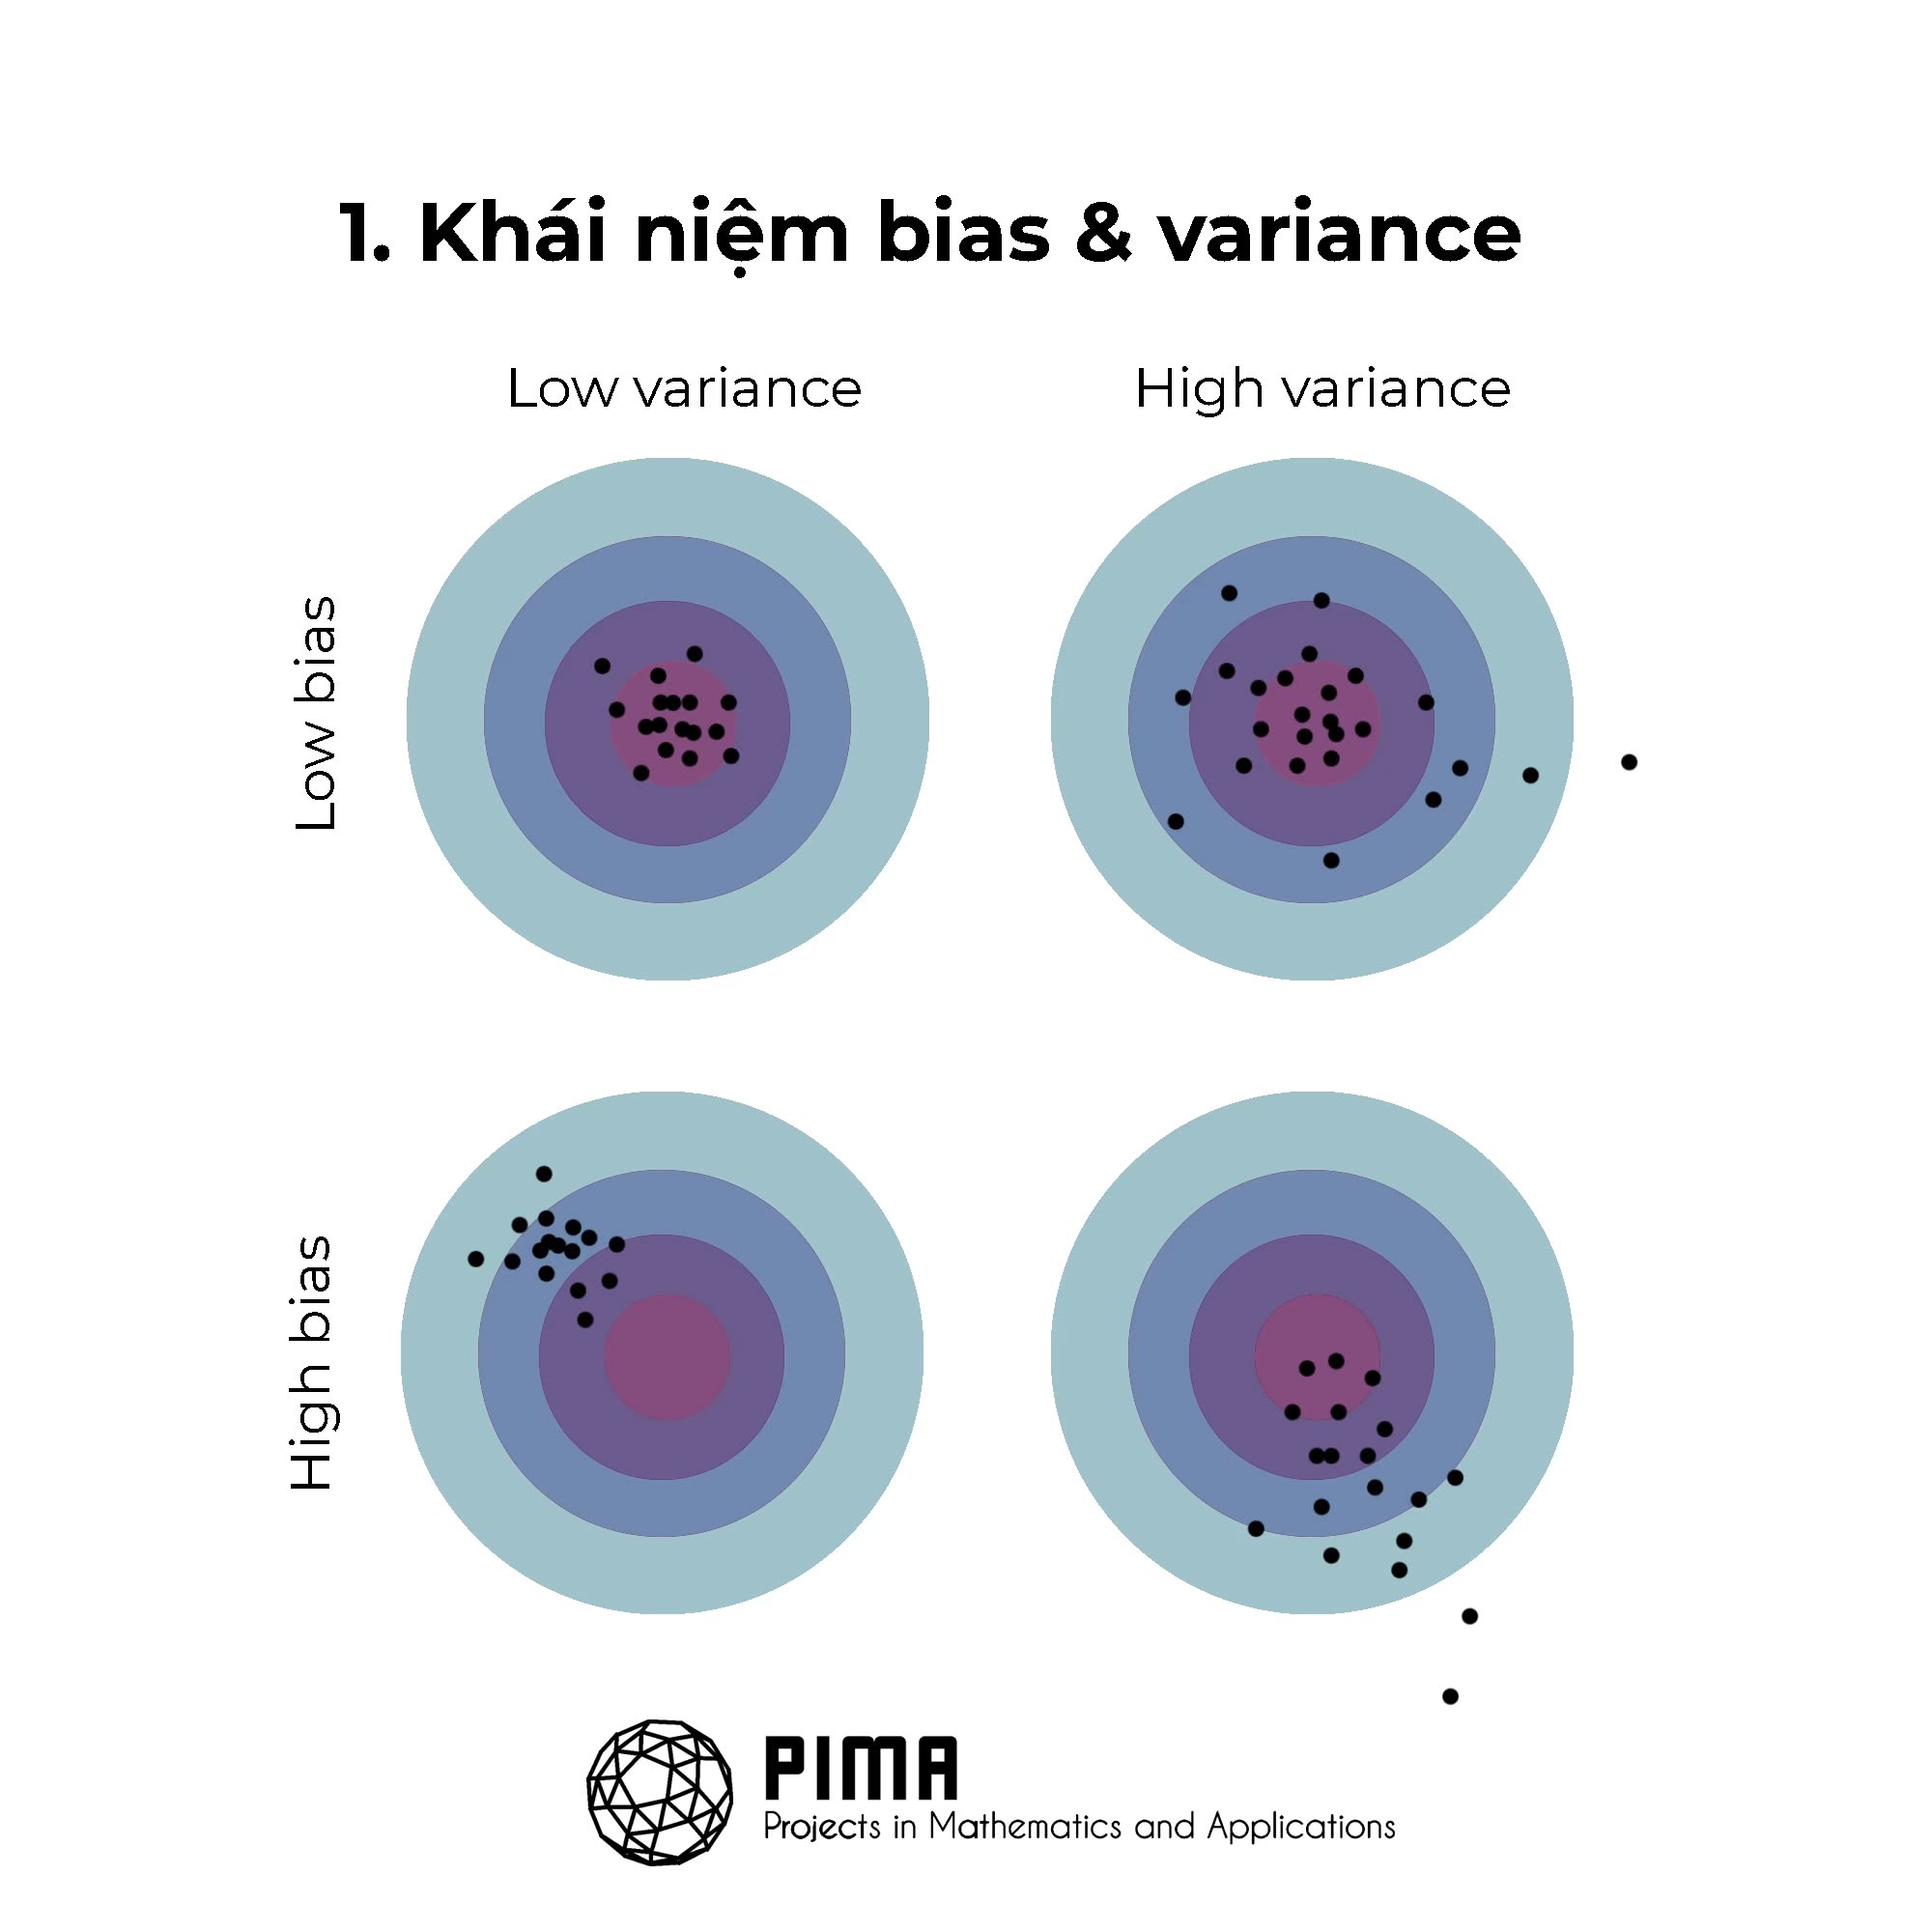 1. Khái niệm bias & variance
Low variance
High variance
Low bias
High bias
PIMA
Projects in Mathematics and Applications